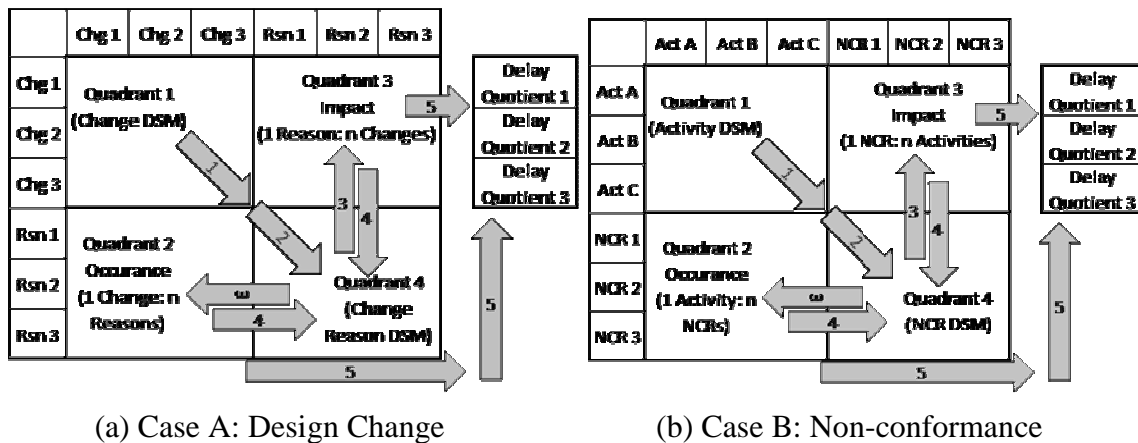 Chg 1 Chg 2 Chg 3 Rsn 1 Rsn 2 Rsn 3
Chg 1
Chg 2
Chg 3
Rsn 1
Rsn 2
Rsn 3
Quadrant 1
(Change DSM)
Quadrant 3
Impact
(1 Reason: n Changes)
Quadrant 2
Occurance
(1 Change: n
Reasons)
Quadrant 4
(Change
Reason DSM)
1
2
3
4
3
4
5
5
5
Delay
Quotient 1
Delay
Quotient 2
Delay
Quotient 3
(a) Case A: Design Change
Act A Act B Act C NCR 1 NCR 2 NCR 3
Act A
Act B
Act C
NCR 1
NCR 2
NCR 3
Quadrant 1
(Activity DSM)
Quadrant 3
Impact
(1 NCR: n Activities)
Quadrant 2
Occurance
(1 Activity: n
NCRs)
Quadrant 4
(NCR DSM)
1
2
3
4
3
4
5
5
5
Delay
Quotient 1
Delay
Quotient 2
Delay
Quotient 3
(b) Case B: Non-conformance